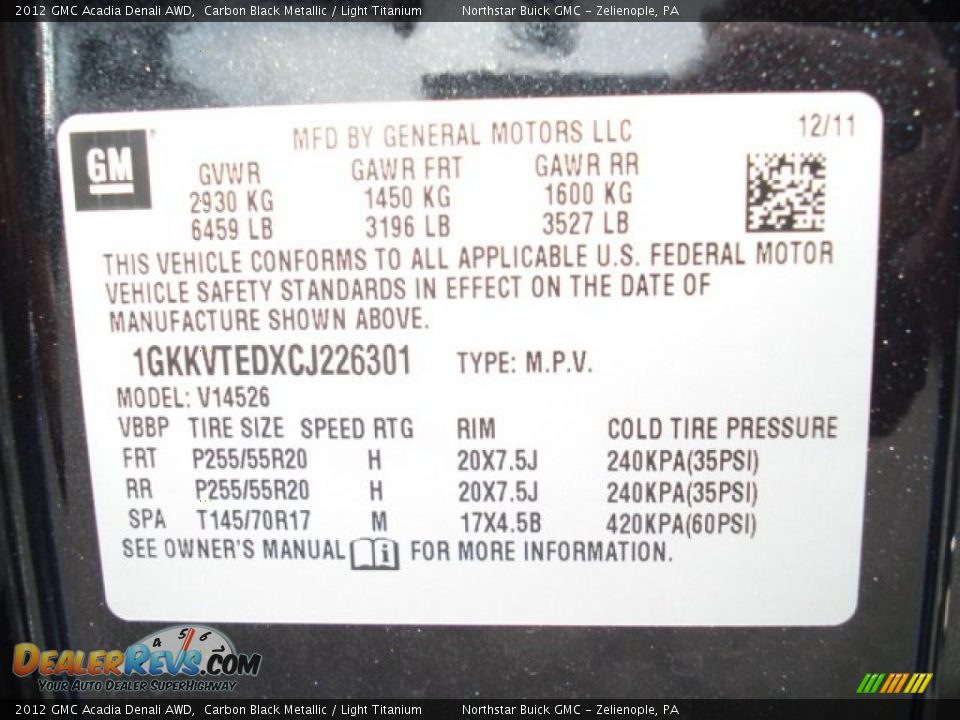 2012 GMC Acadia Denali AWD, Carbon Black Metallic / Light Titanium Northstar Buick GMC - Zelienople, PA
GM
MFD BY GENERAL MOTORS LLC 12/11
GVWR GAWR FRT GAWR RR
2930 KG 1450 KG 1600 KG
6459 LB 3196 LB 3527 LB
THIS VEHICLE CONFORMS TO ALL APPLICABLE U.S. FEDERAL MOTOR
VEHICLE SAFETY STANDARDS IN EFFECT ON THE DATE OF
MANUFACTURE SHOWN ABOVE.
1GKKVTEDXCJ226301 TYPE: M.P.V.
MODEL: V14526
VBBP TIRE SIZE SPEED RTG RIM COLD TIRE PRESSURE
FRT P255/55R20 H 20X7.5J 240KPA(35PSI)
RR P255/55R20 H 20X7.5J 240KPA(35PSI)
SPA T145/70R17 M 17X4.5B 420KPA(60PSI)
SEE OWNER'S MANUAL i FOR MORE INFORMATION.
4 5 6 7
DEALERREVS.COM
YOUR AUTO DEALER SUPERHIGHWAY
2012 GMC Acadia Denali AWD, Carbon Black Metallic / Light Titanium Northstar Buick GMC - Zelienople, PA